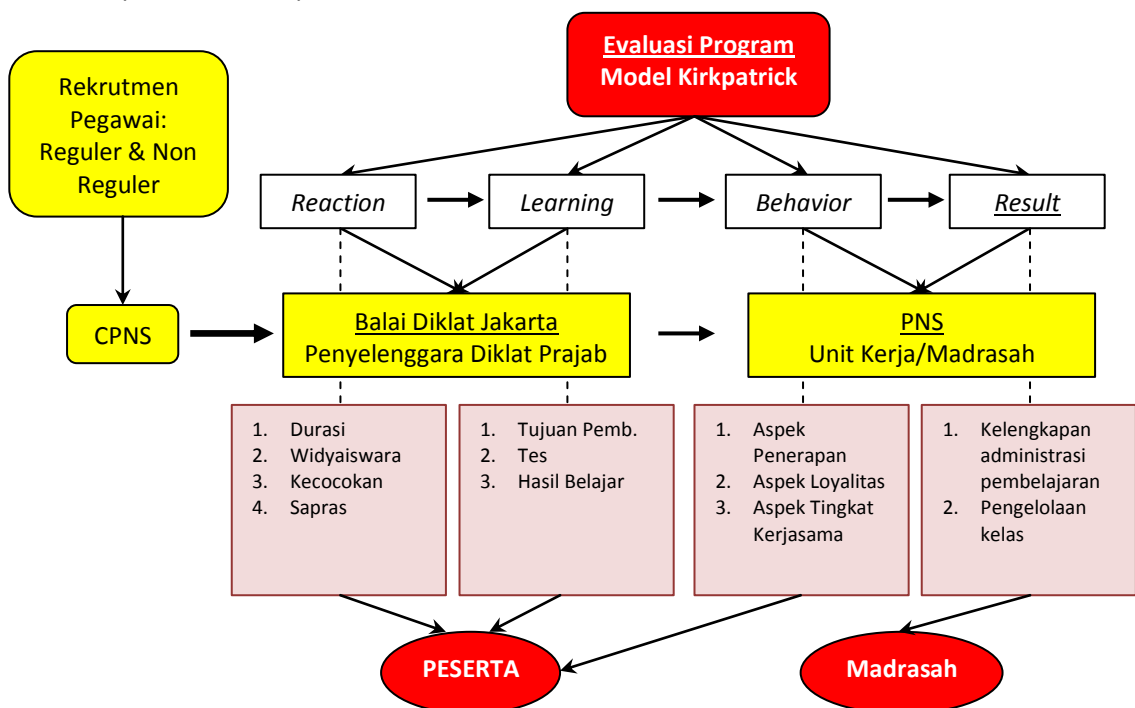 Evaluasi Program
Model Kirkpatrick
Rekrutmen
Pegawai:
Reguler & Non
Reguler
Reaction
Learning
Behavior
Result
CPNS
Balai Diklat Jakarta
Penyelenggara Diklat Prajab
PNS
Unit Kerja/Madrasah
1. Durasi
2. Widyaiswara
3. Kecocokan
4. Sapras
1. Tujuan Pemb.
2. Tes
3. Hasil Belajar
1. Aspek
Penerapan
2. Aspek Loyalitas
3. Aspek Tingkat
Kerjasama
1. Kelengkapan
administrasi
pembelajaran
2. Pengelolaan
kelas
PESERTA
Madrasah